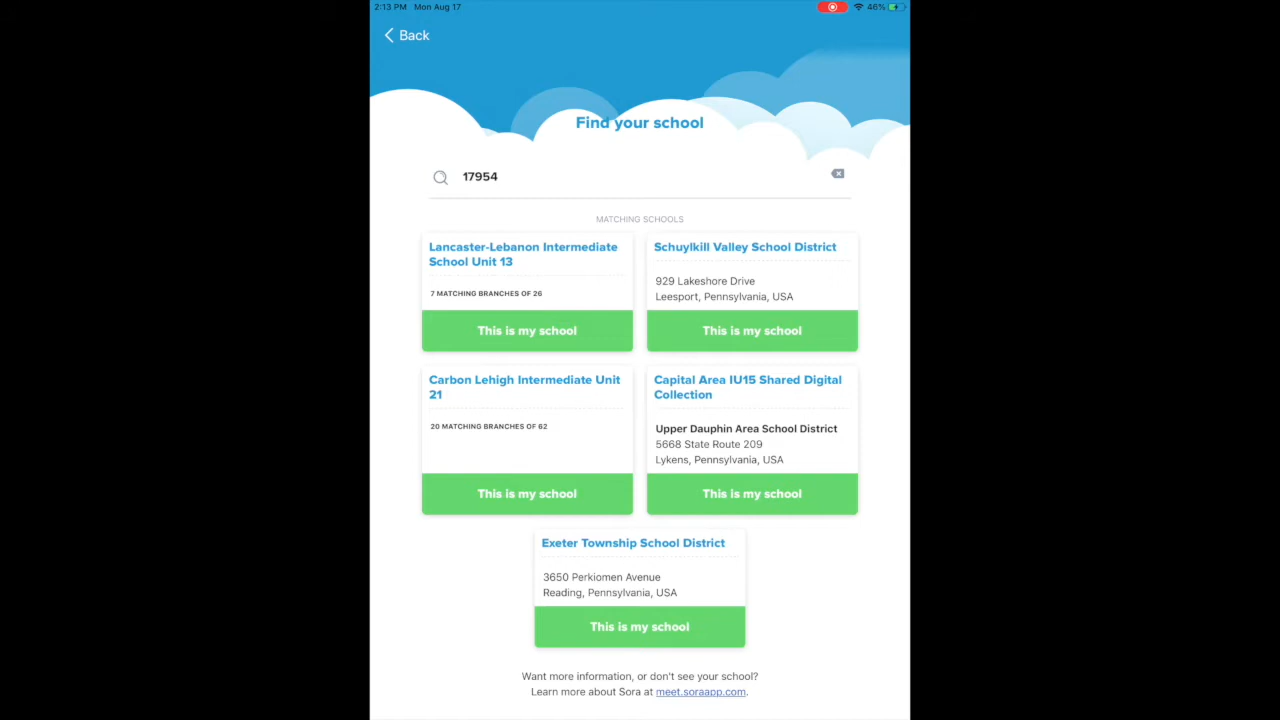 2:13 PM Mon Aug 17
46%
Back
Find your school
17954
MATCHING SCHOOLS
Lancaster-Lebanon Intermediate
School Unit 13
7 MATCHING BRANCHES OF 26
This is my school
Schuylkill Valley School District
929 Lakeshore Drive
Leesport, Pennsylvania, USA
This is my school
Carbon Lehigh Intermediate Unit
21
20 MATCHING BRANCHES OF 62
This is my school
Capital Area IU15 Shared Digital
Collection
Upper Dauphin Area School District
5668 State Route 209
Lykens, Pennsylvania, USA
This is my school
Exeter Township School District
3650 Perkiomen Avenue
Reading, Pennsylvania, USA
This is my school
Want more information, or don't see your school?
Learn more about Sora at meet.soraapp.com.